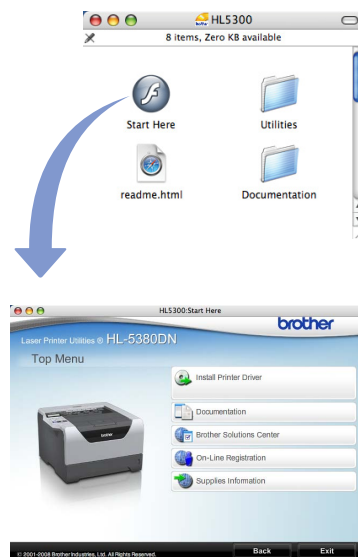 HL5300
8 items, Zero KB available
Start Here
Utilities
readme.html
Documentation
HL5300:Start Here
brother
Laser Printer Utilities ® HL-5380DN
Top Menu
Install Printer Driver
Documentation
Brother Solutions Center
On-Line Registration
Supplies Information
© 2001-2008 Brother Industries, Ltd. All Rights Reserved.
Back
Exit